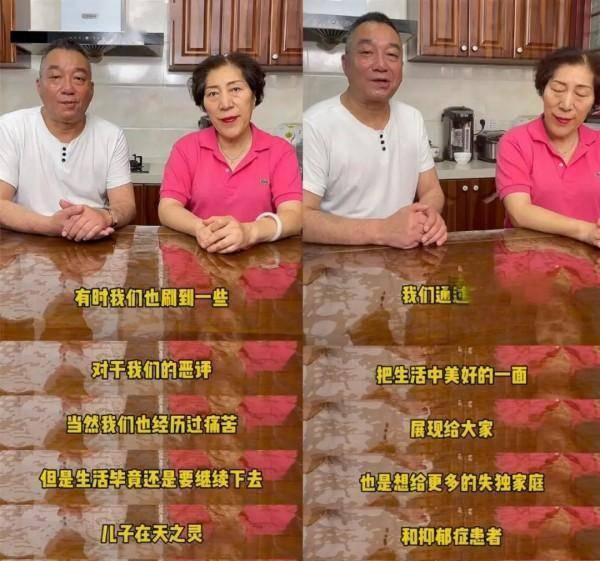 有时我们也刷到一些
对于我们的恶评
当然我们也经历过痛苦
但是生活毕竟还是要继续下去
儿子在天之灵
我们通过
把生活中美好的一面
展现给大家
也是想给更多的失独家庭
和抑郁症患者